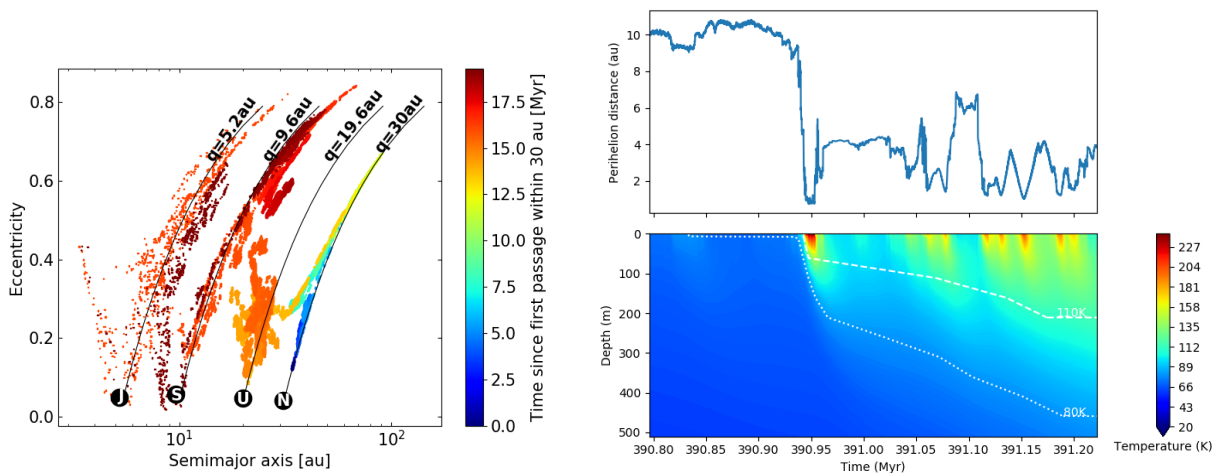 Eccentricity
0.8
0.6
0.4
0.2
0.0
q=5.2au
q=9.6au
q=19.6au
q=30au
J
S
U
N
10¹
10²
Semimajor axis [au]
17.5
15.0
12.5
10.0
7.5
5.0
2.5
0.0
Time since first passage within 30 au [Myr]
Perihelion distance (au)
10
8
6
4
2
Depth (m)
0
100
200
300
400
500
110K
80K
390.80
390.85
390.90
390.95
391.00
391.05
391.10
391.15
391.20
Time (Myr)
227
204
181
158
135
112
89
66
43
20
Temperature (K)